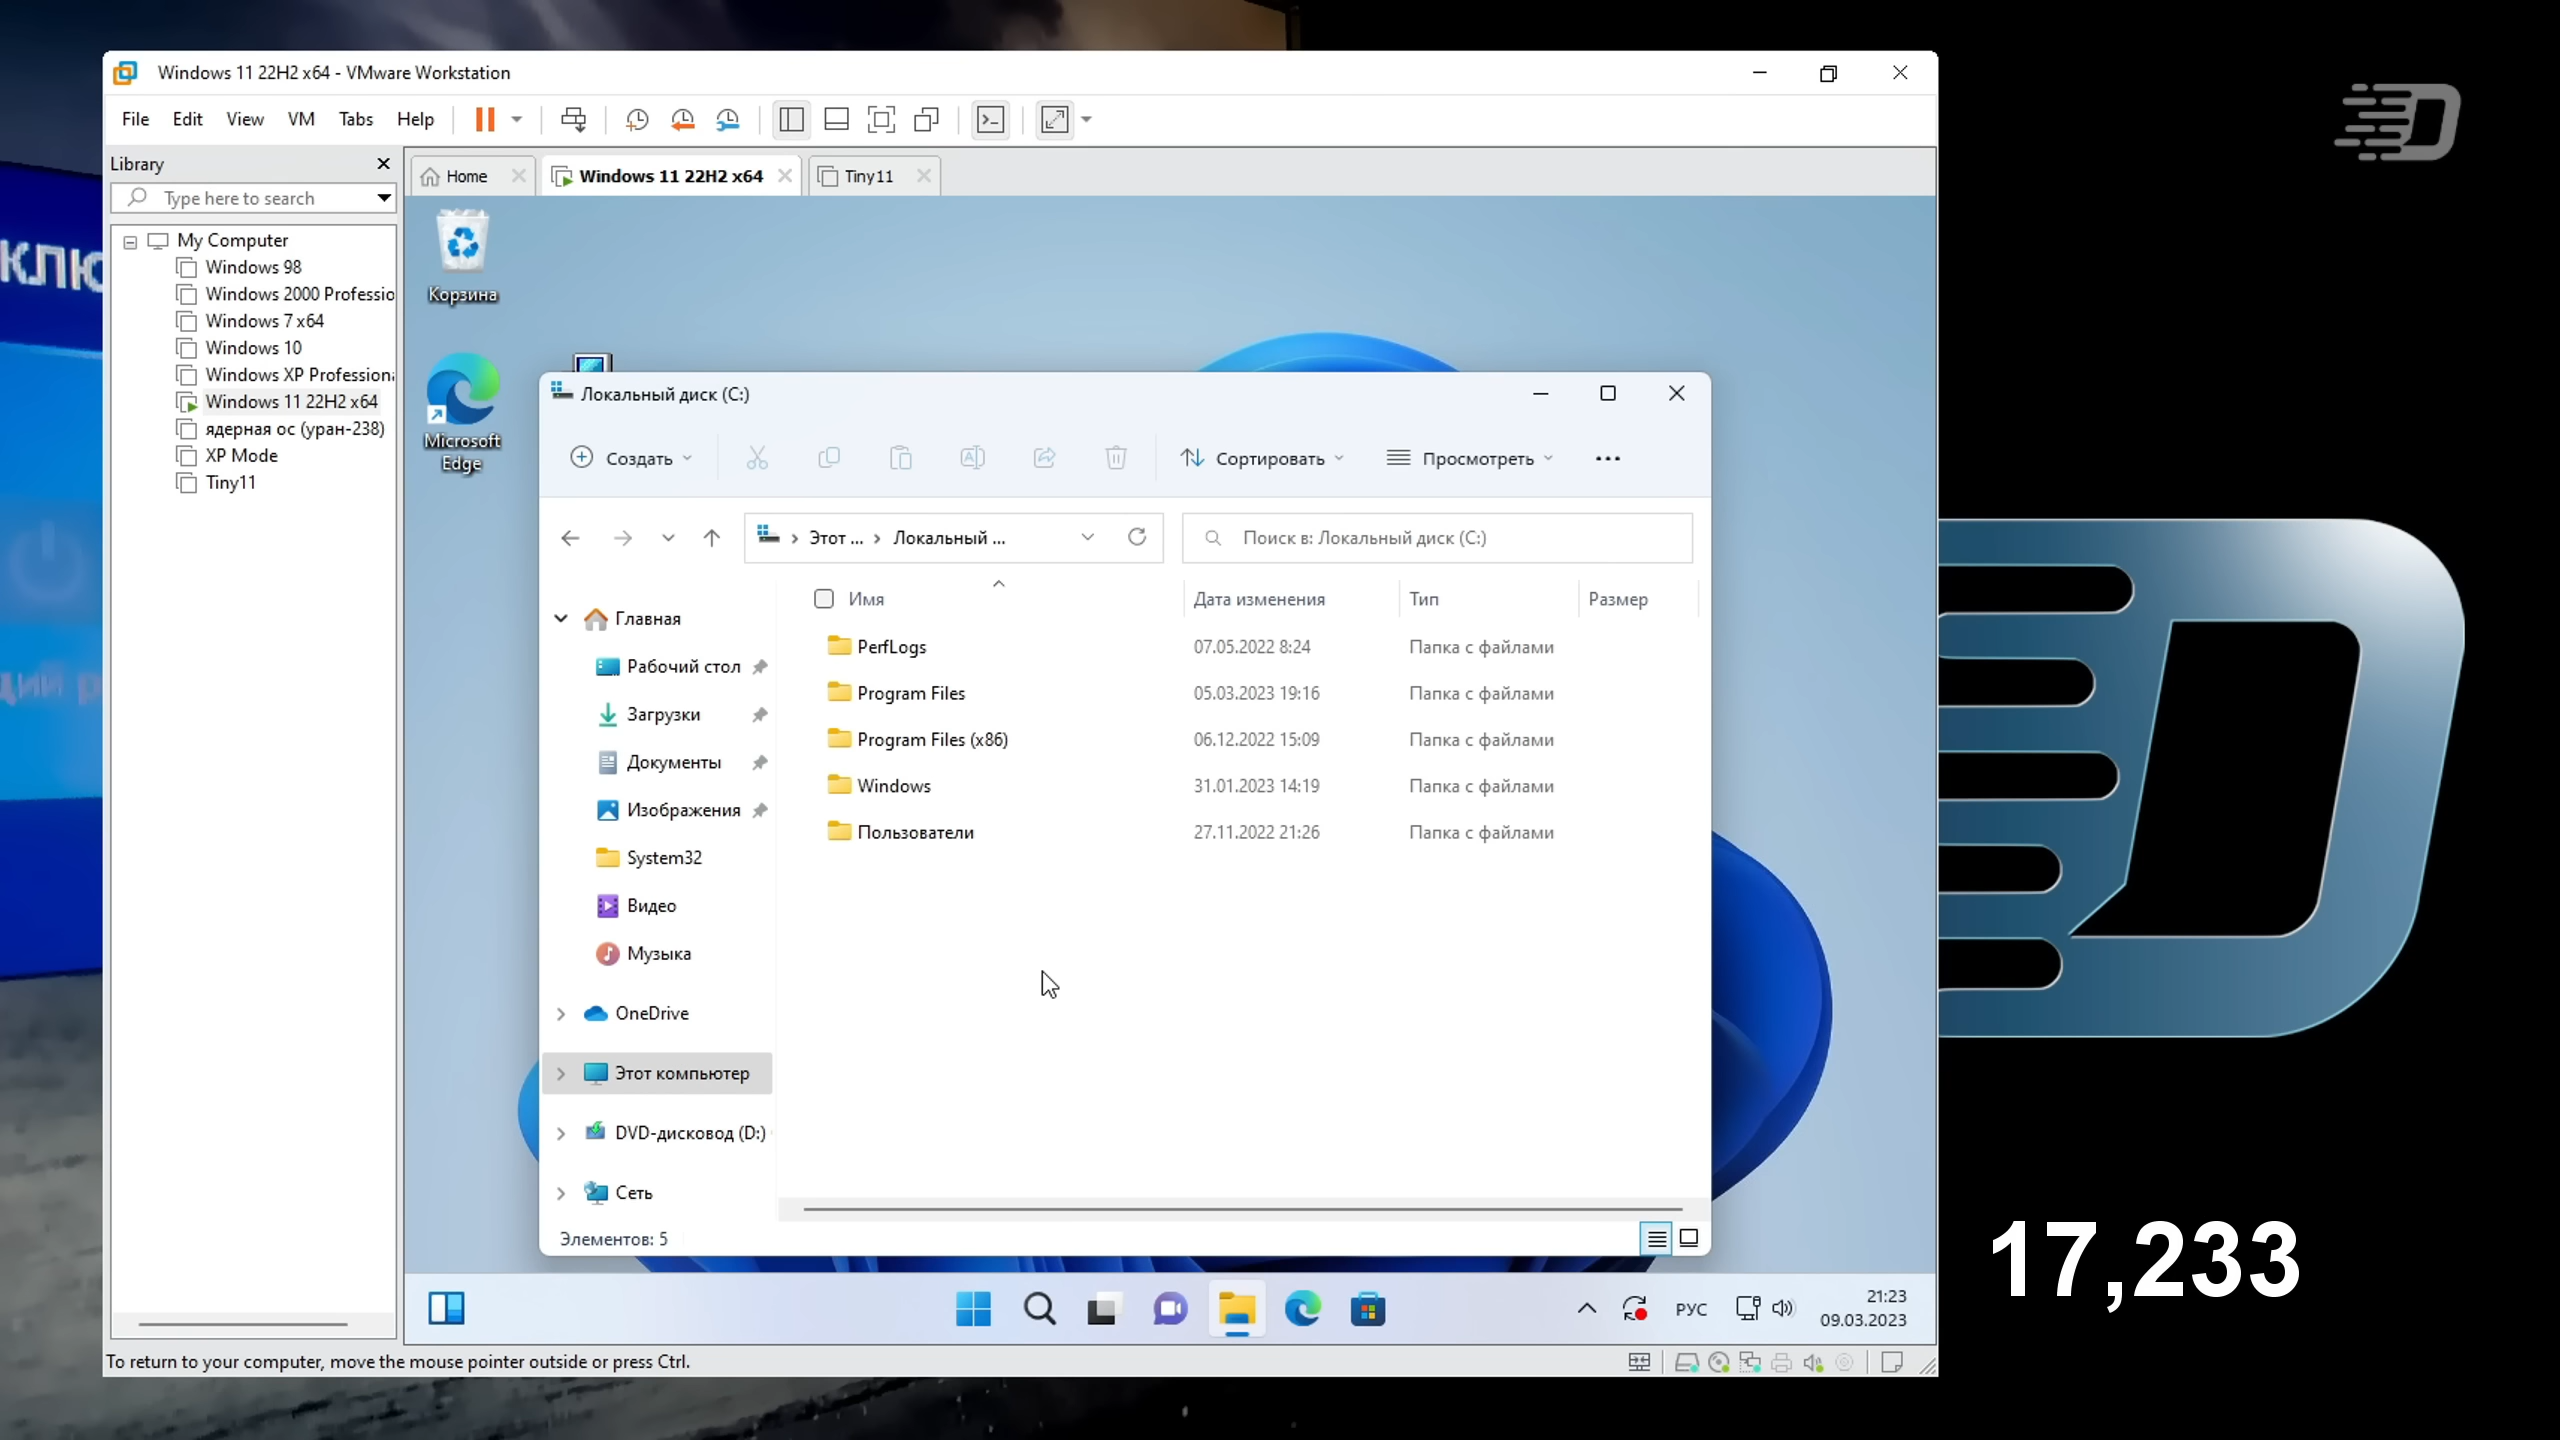 Windows 11 22H2 x64 - VMware Workstation
File Edit View VM Tabs Help
Library
Type here to search
My Computer
Windows 98
Windows 2000 Professio
Windows 7 x64
Windows 10
Windows XP Professiona
Windows 11 22H2 x64
ядерная ос (уран-238)
XP Mode
Tiny11
Home
Windows 11 22H2 x64
Tiny11
Корзина
Microsoft
Edge
Локальный диск (C:)
Создать
Сортировать
Просмотреть
Этот ... Локальный ...
Поиск в: Локальный диск (C:)
Главная
Рабочий стол
Загрузки
Документы
Изображения
System32
Видео
Музыка
OneDrive
Этот компьютер
DVD-дисковод (D:)
Сеть
Имя Дата изменения Тип Размер
PerfLogs 07.05.2022 8:24 Папка с файлами
Program Files 05.03.2023 19:16 Папка с файлами
Program Files (x86) 06.12.2022 15:09 Папка с файлами
Windows 31.01.2023 14:19 Папка с файлами
Пользователи 27.11.2022 21:26 Папка с файлами
Элементов: 5
РУС
21:23
09.03.2023
To return to your computer, move the mouse pointer outside or press Ctrl.
клю
щий р
D
D
17,233